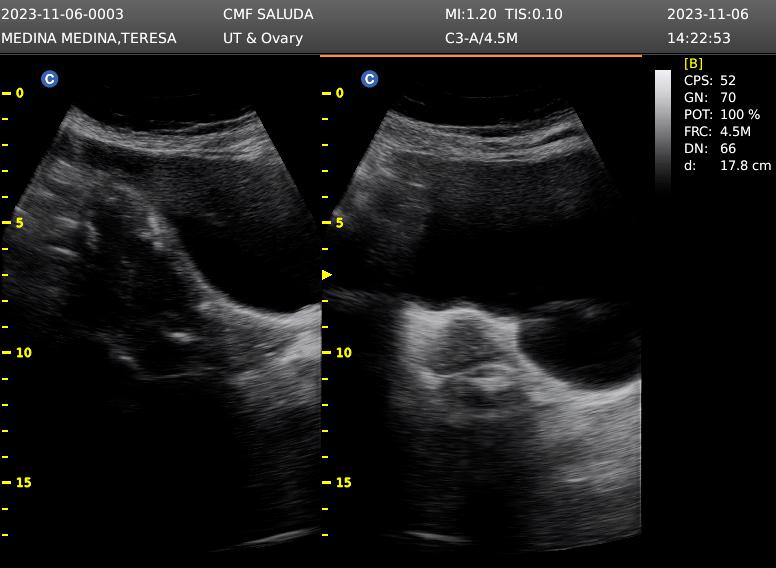 2023-11-06-0003 CMF SALUDA MI:1.20 TIS:0.10 2023-11-06
MEDINA MEDINA,TERESA UT & Ovary C3-A/4.5M 14:22:53
[B]
CPS: 52
GN: 70
POT: 100 %
FRC: 4.5M
DN: 66
d: 17.8 cm
C C
0 0
5 5
10 10
15 15